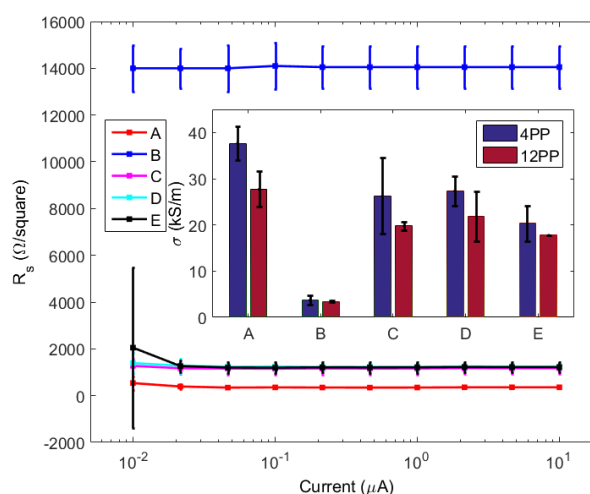 16000
14000
12000
10000
8000
6000
4000
2000
0
-2000
R_s (Ω/square)
10^-2
10^-1
10^0
10^1
Current (μA)
A
B
C
D
E
40
30
20
10
0
σ (kS/m)
A B C D E
4PP
12PP